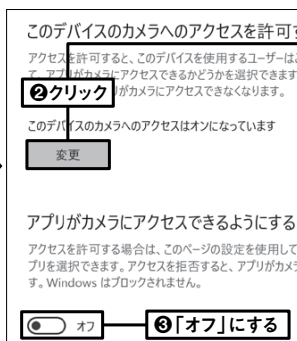 このデバイスのカメラへのアクセスを許可す
アクセスを許可すると、このデバイスを使用するユーザーは
て、アプリがカメラにアクセスできるかどうかを選択できます
❷クリック
がカメラにアクセスできなくなります。
このデバイスのカメラへのアクセスはオンになっています
変更
アプリがカメラにアクセスできるようにする
アクセスを許可する場合は、このページの設定を使用して
プリを選択できます。アクセスを拒否すると、アプリがカメ
す。Windows はブロックされません。
オフ
❸「オフ」にする